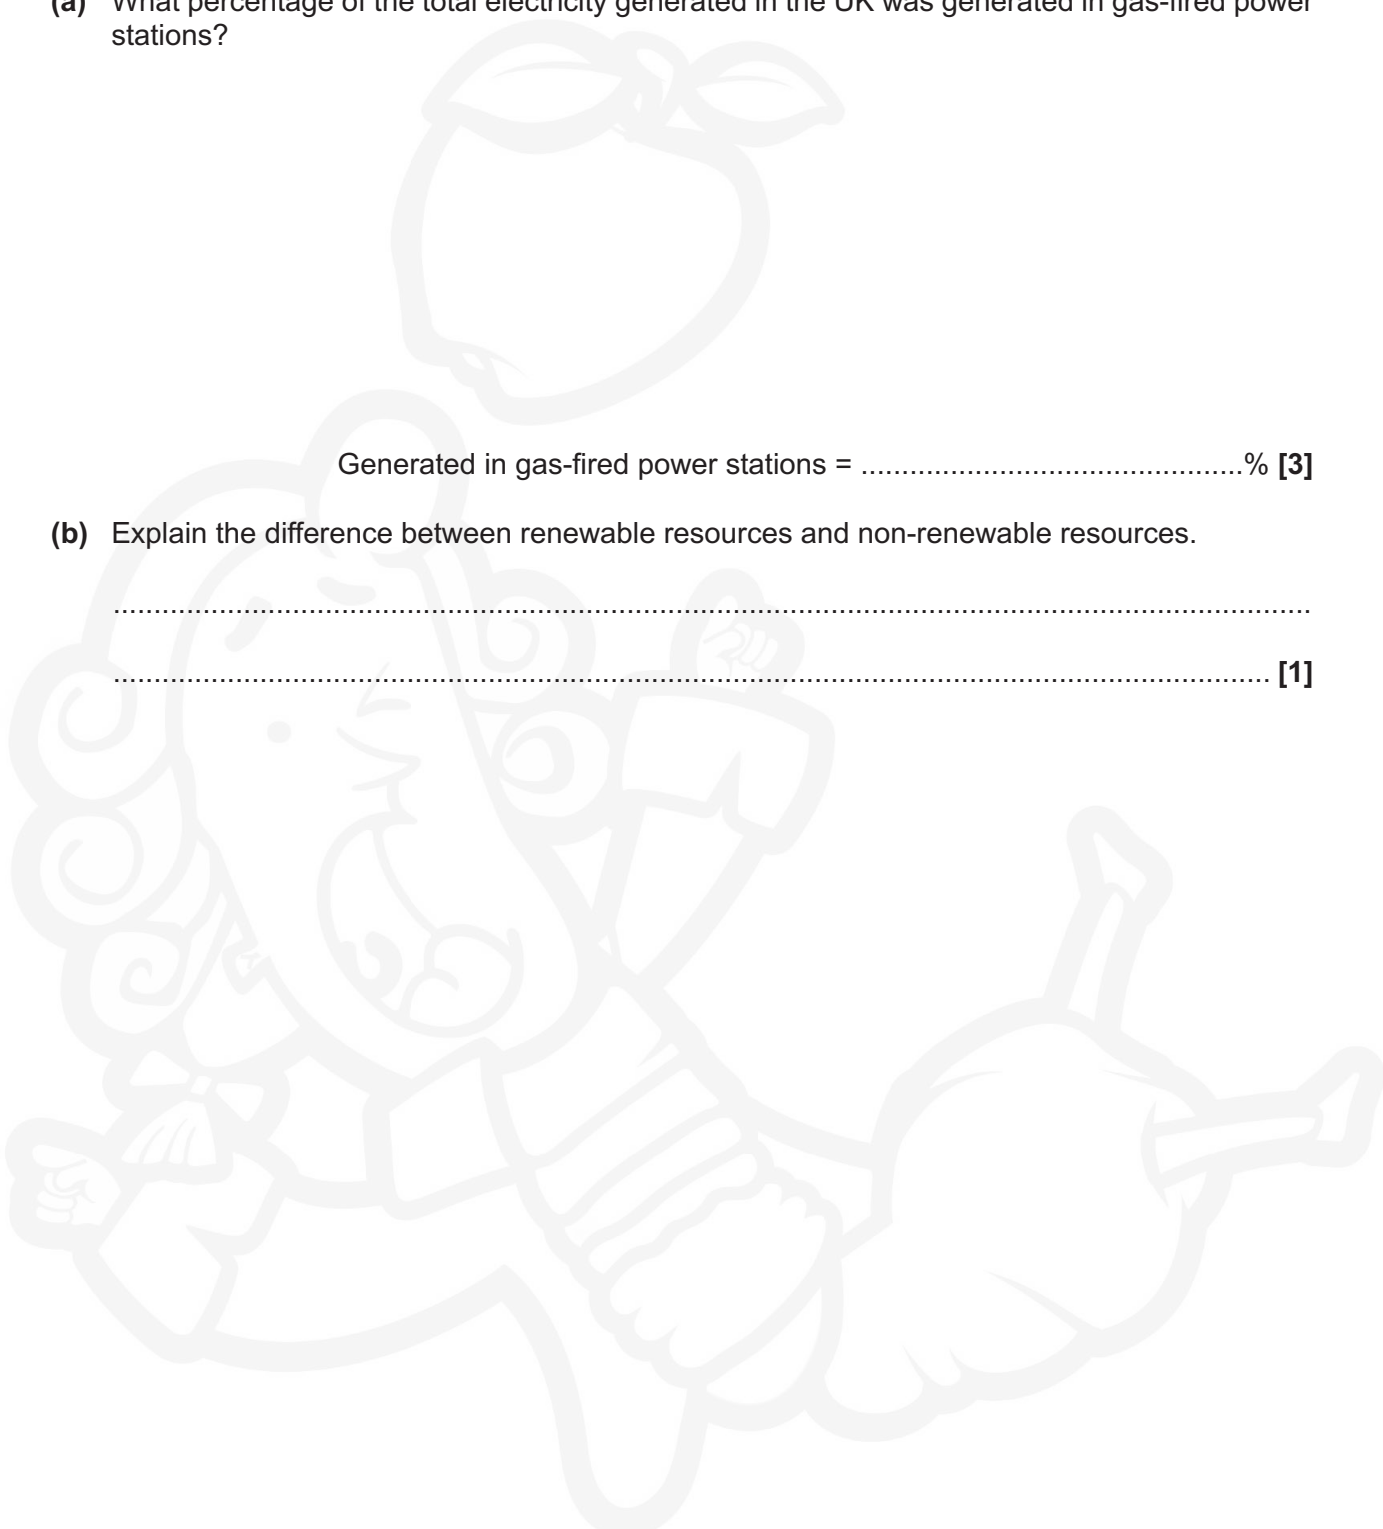 (a) What percentage of the total electricity generated in the UK was generated in gas-fired power
stations?
Generated in gas-fired power stations = ...............................................% [3]
(b) Explain the difference between renewable resources and non-renewable resources.
...................................................................................................................................................
.............................................................................................................................................. [1]